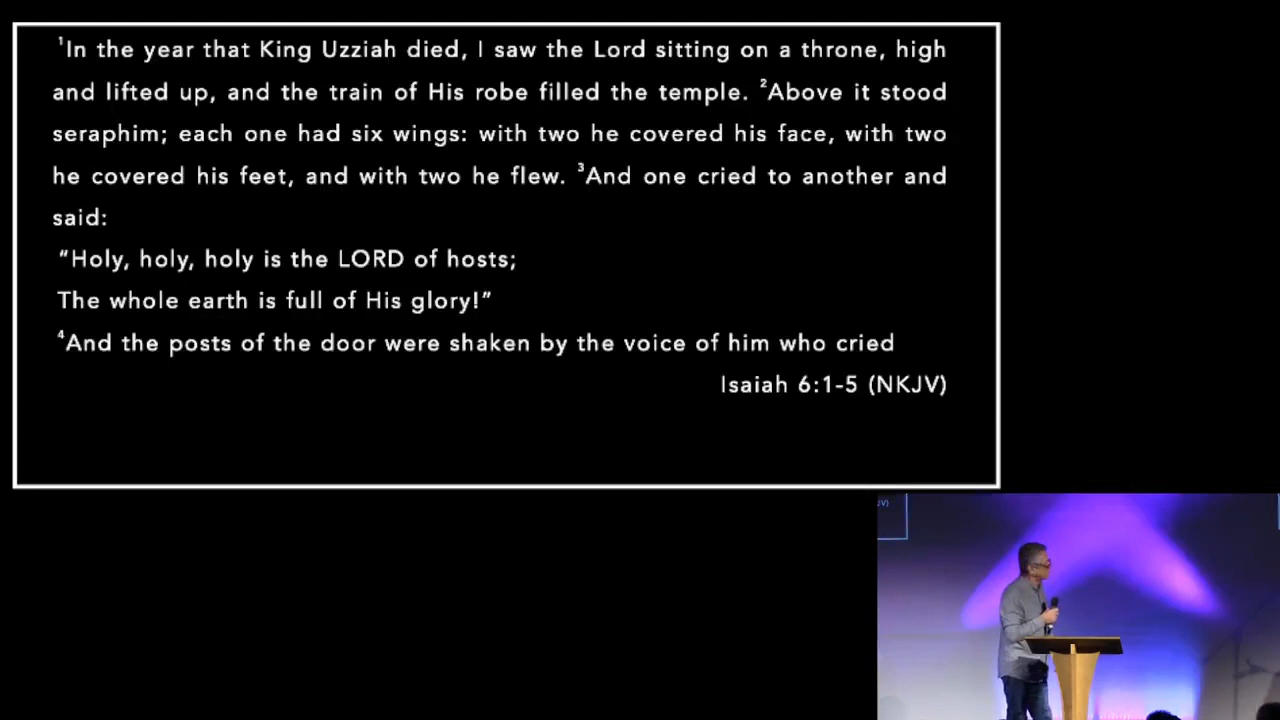 ¹In the year that King Uzziah died, I saw the Lord sitting on a throne, high
and lifted up, and the train of His robe filled the temple. ²Above it stood
seraphim; each one had six wings: with two he covered his face, with two
he covered his feet, and with two he flew. ³And one cried to another and
said:
“Holy, holy, holy is the LORD of hosts;
The whole earth is full of His glory!”
⁴And the posts of the door were shaken by the voice of him who cried
Isaiah 6:1-5 (NKJV)
JV)